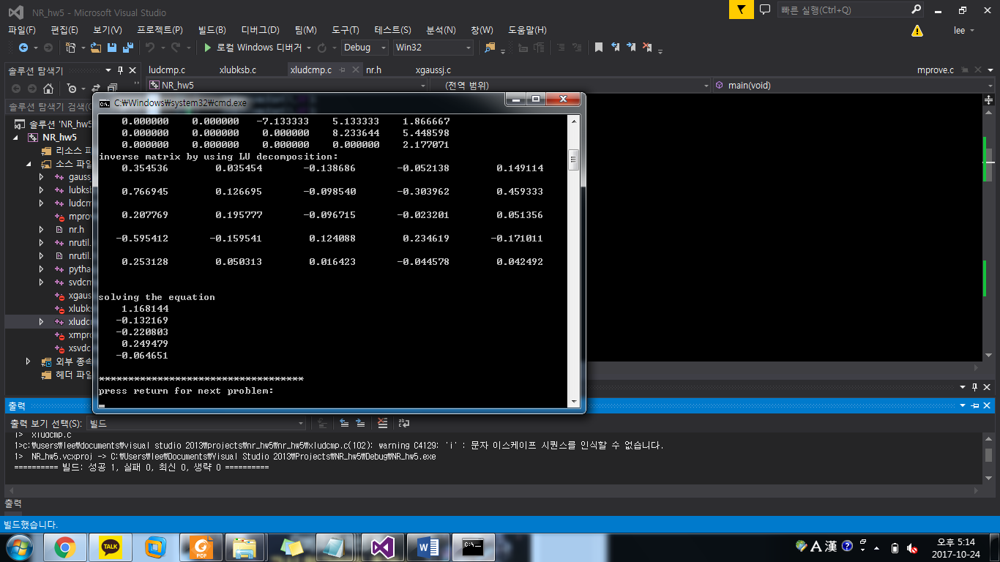 NR_hw5 - Microsoft Visual Studio
빠른 실행(Ctrl+Q)
파일(F) 편집(E) 보기(V) 프로젝트(P) 빌드(B) 디버그(D) 팀(M) 도구(T) 테스트(S) 분석(N) 창(W) 도움말(H)
lee
로컬 Windows 디버거 Debug Win32
솔루션 탐색기
ludcmp.c xlubksb.c xludcmp.c nr.h xgaussj.c mprove.c
NR_hw5 (전역 범위) main(void)
솔루션 탐색기 검색(C
솔루션 'NR_hw5
NR_hw5
리소스 파
소스 파일
gaussj
lubksb
ludcm
mprov
nr.h
nrutil.
nrutil.
pytha
svdcm
xgaus
xlubks
xludcm
xmpro
xsvdc
외부 종속
헤더 파일
C:₩Windows₩system32₩cmd.exe
0.000000 0.000000 -7.133333 5.133333 1.866667
0.000000 0.000000 0.000000 8.233644 5.448598
0.000000 0.000000 0.000000 0.000000 2.177071
inverse matrix by using LU decomposition:
0.354536 0.035454 -0.138686 -0.052138 0.149114
0.766945 0.126695 -0.098540 -0.303962 0.459333
0.207769 0.195777 -0.096715 -0.023201 0.051356
-0.595412 -0.159541 0.124088 0.234619 -0.171011
0.253128 0.050313 0.016423 -0.044578 0.042492
solving the equation
1.168144
-0.132169
-0.220803
0.249479
-0.064651
***********************************
press return for next problem:
출력
출력 보기 선택(S): 빌드
1> xludcmp.c
1>c:₩users₩lee₩documents₩visual studio 2013₩projects₩nr_hw5₩nr_hw5₩xludcmp.c(102): warning C4129: 'i' : 문자 이스케이프 시퀀스를 인식할 수 없습니다.
1> NR_hw5.vcxproj -> C:₩Users₩lee₩Documents₩Visual Studio 2013₩Projects₩NR_hw5₩Debug₩NR_hw5.exe
========== 빌드: 성공 1, 실패 0, 최신 0, 생략 0 ==========
출력
빌드했습니다.
TALK
PDF
A 漢
오후 5:14
2017-10-24